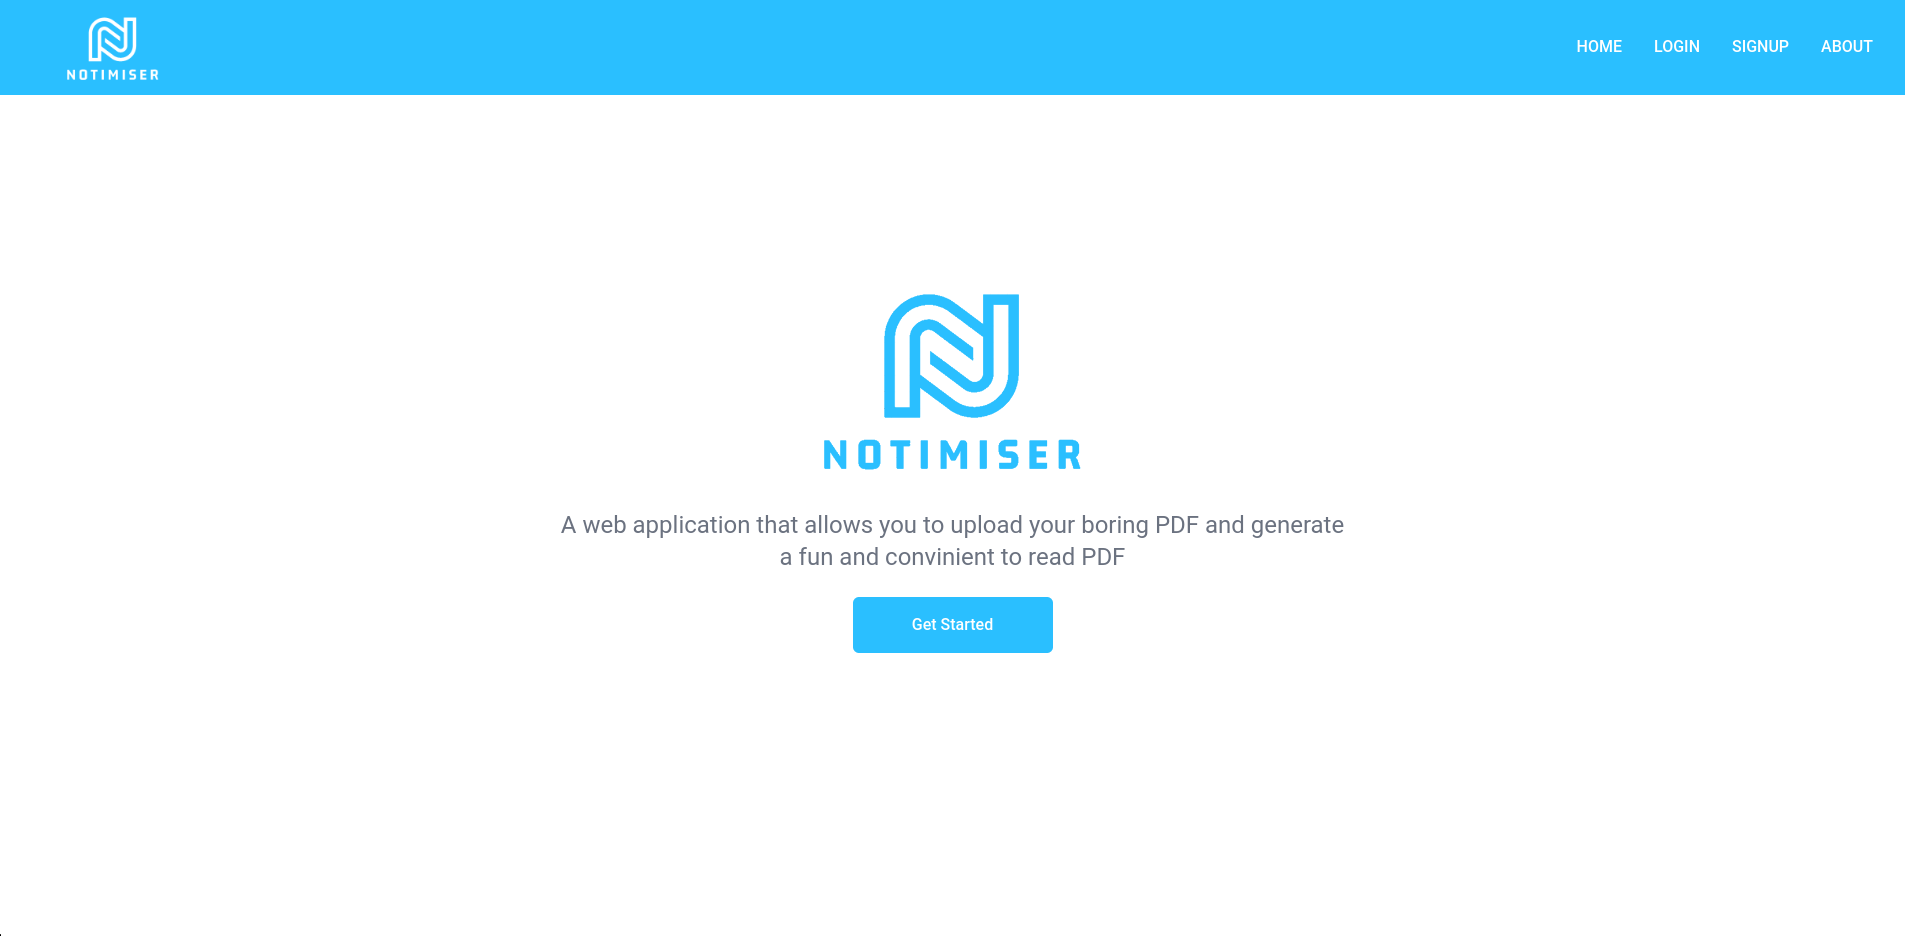 NOTIMISER
HOME LOGIN SIGNUP ABOUT
NOTIMISER
A web application that allows you to upload your boring PDF and generate
a fun and convinient to read PDF
Get Started